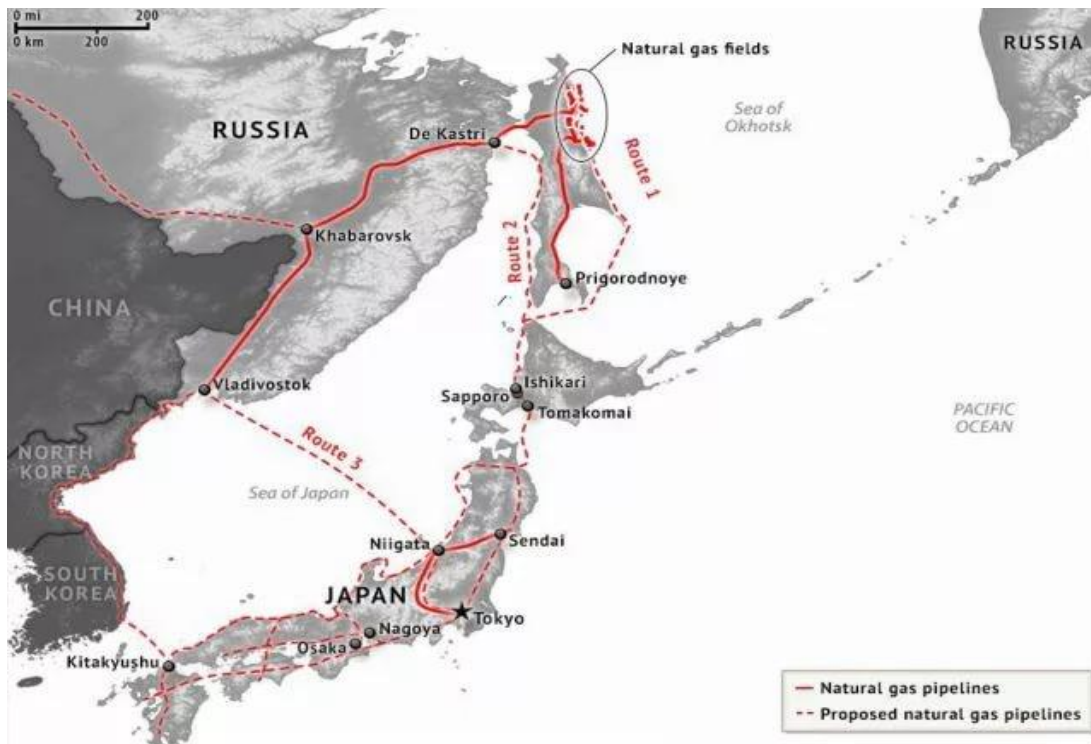 0 mi 200
0 km 200
Natural gas fields
RUSSIA
Sea of
Okhotsk
RUSSIA
De Kastri
Route 1
Khabarovsk
Route 2
Prigorodnoye
CHINA
Vladivostok
Ishikari
Sapporo
Tomakomai
PACIFIC
OCEAN
Route 3
NORTH
KOREA
Sea of Japan
Niigata
Sendai
SOUTH
KOREA
JAPAN
Tokyo
Nagoya
Osaka
Kitakyushu
Natural gas pipelines
Proposed natural gas pipelines